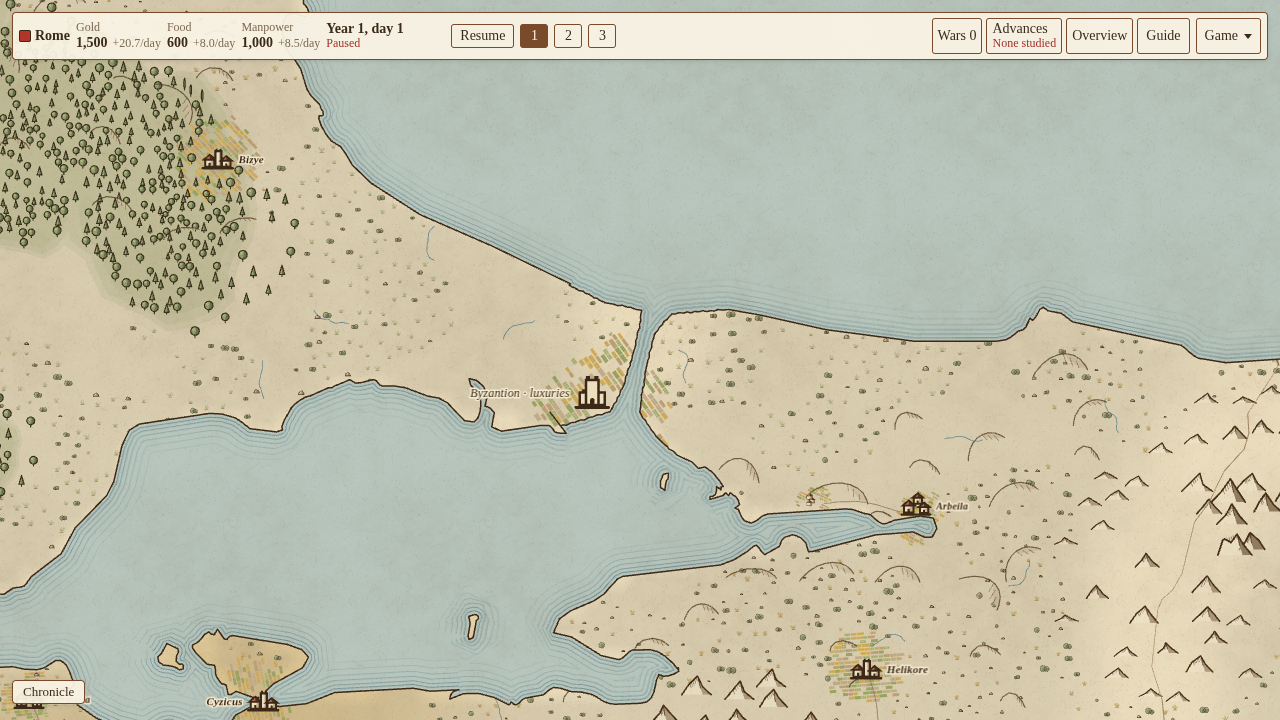 Rome
Gold
1,500 +20.7/day
Food
600 +8.0/day
Manpower
1,000 +8.5/day
Year 1, day 1
Paused
Resume
1
2
3
Wars 0
Advances
None studied
Overview
Guide
Game
Bizye
Byzantion · luxuries
Arbeila
Helikore
Cyzicus
Chronicle